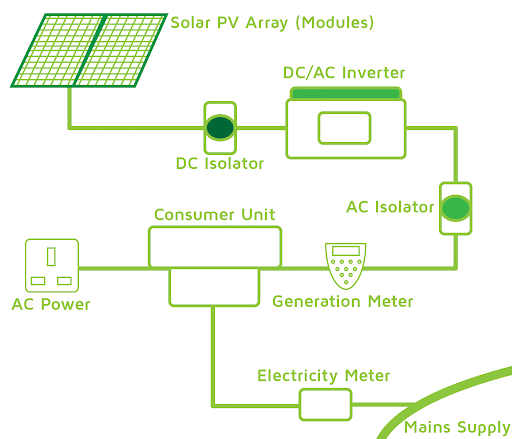 Solar PV Array (Modules)
DC/AC Inverter
DC Isolator
AC Isolator
Consumer Unit
AC Power
Generation Meter
Electricity Meter
Mains Supply